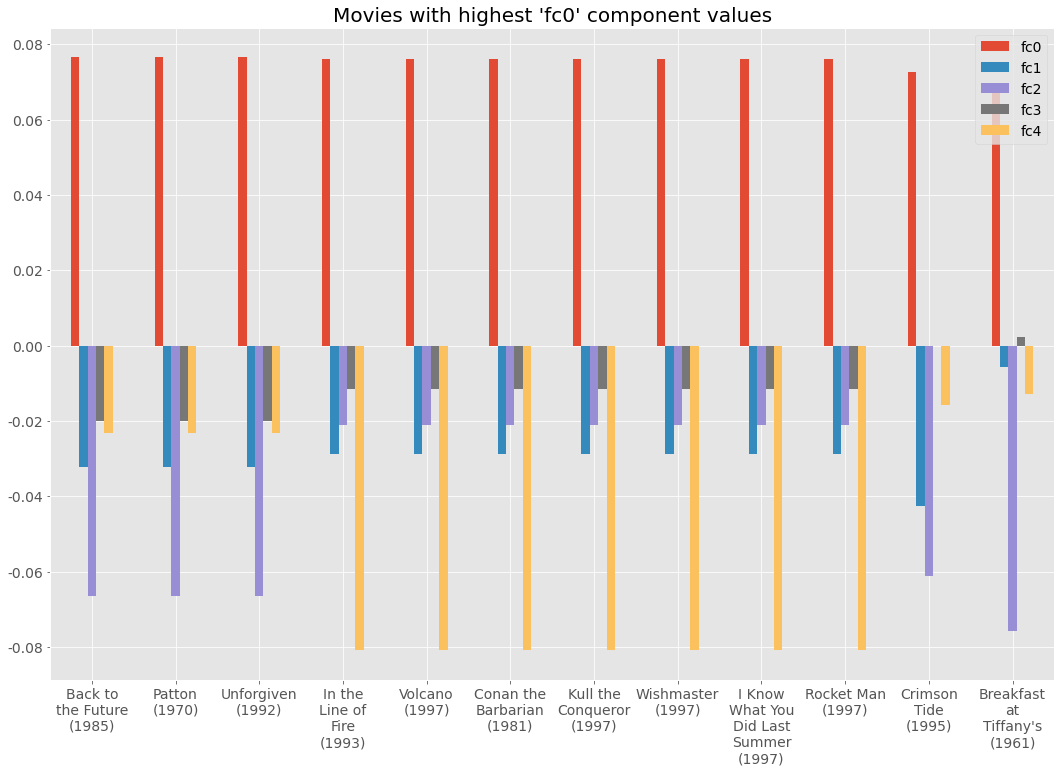 Movies with highest 'fc0' component values
0.08
0.06
0.04
0.02
0.00
-0.02
-0.04
-0.06
-0.08
fc0
fc1
fc2
fc3
fc4
Back to
the Future
(1985)
Patton
(1970)
Unforgiven
(1992)
In the
Line of
Fire
(1993)
Volcano
(1997)
Conan the
Barbarian
(1981)
Kull the
Conqueror
(1997)
Wishmaster
(1997)
I Know
What You
Did Last
Summer
(1997)
Rocket Man
(1997)
Crimson
Tide
(1995)
Breakfast
at
Tiffany's
(1961)